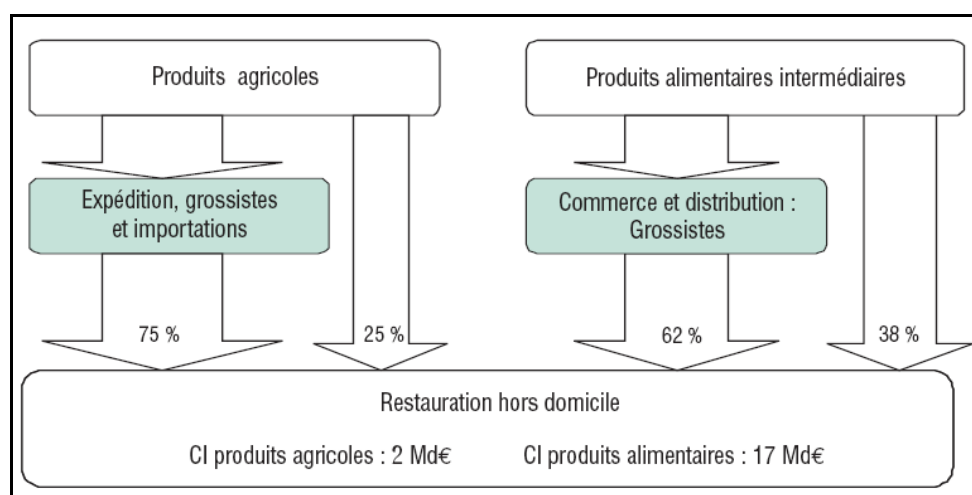 Produits agricoles
Produits alimentaires intermédiaires
Expédition, grossistes
et importations
Commerce et distribution :
Grossistes
75 %
25 %
62 %
38 %
Restauration hors domicile
CI produits agricoles : 2 Md€
CI produits alimentaires : 17 Md€